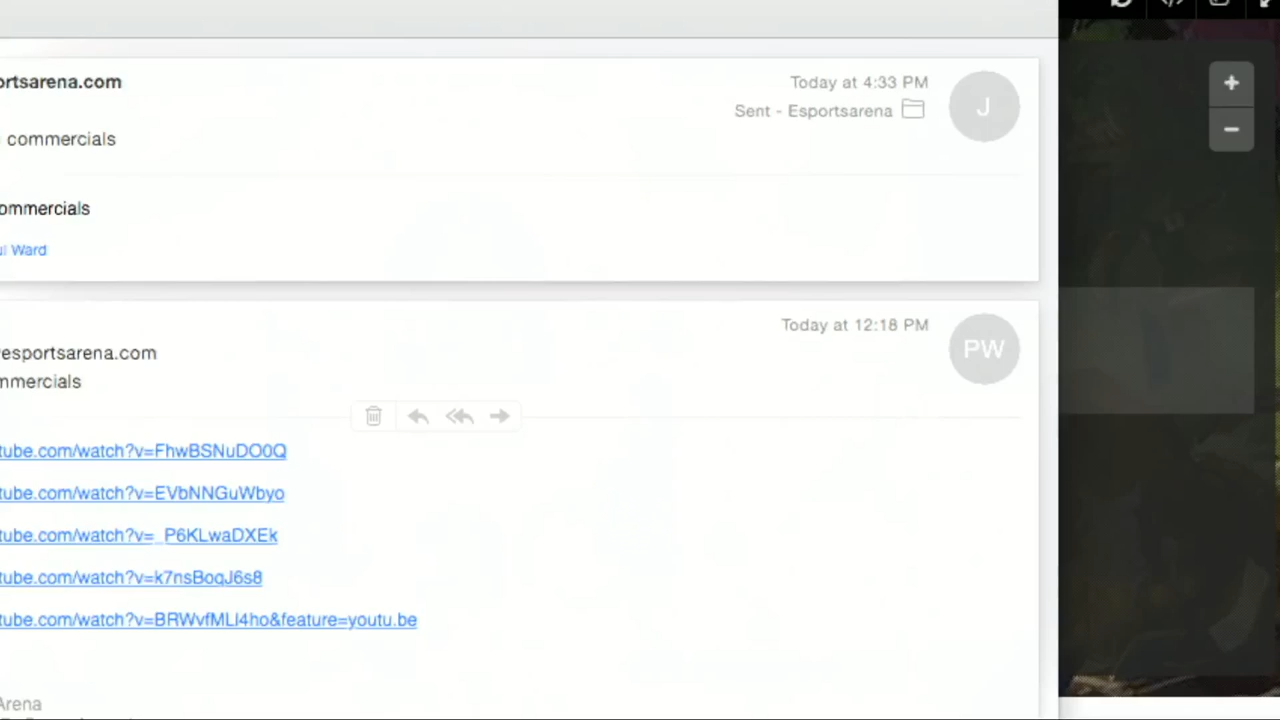 ortsarena.com
Today at 4:33 PM
J
Sent - Esportsarena
commercials
ommercials
ul Ward
Today at 12:18 PM
PW
esportsarena.com
mmercials
tube.com/watch?v=FhwBSNuDO0Q
tube.com/watch?v=EVbNNGuWbyo
tube.com/watch?v=_P6KLwaDXEk
tube.com/watch?v=k7nsBoqJ6s8
tube.com/watch?v=BRWvfMLl4ho&feature=youtu.be
Arena